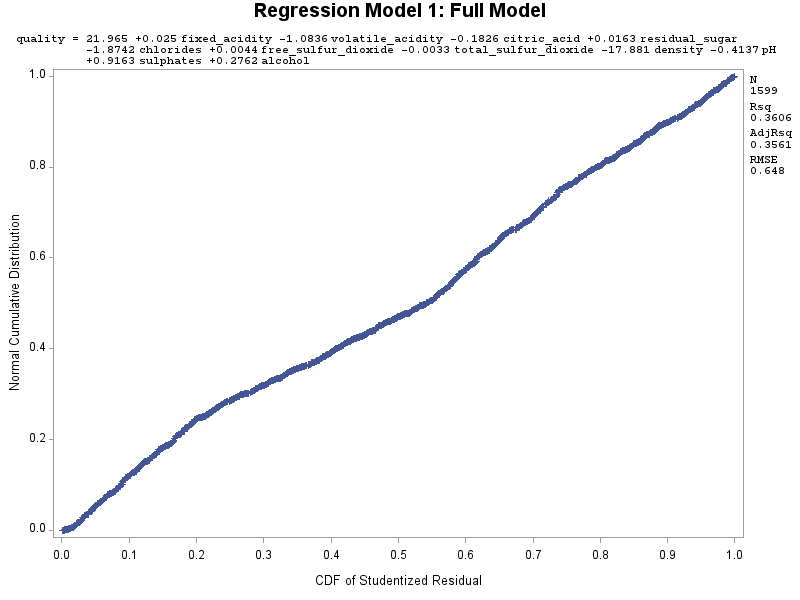 Regression Model 1: Full Model
quality = 21.965 +0.025 fixed_acidity -1.0836 volatile_acidity -0.1826 citric_acid +0.0163 residual_sugar
-1.8742 chlorides +0.0044 free_sulfur_dioxide -0.0033 total_sulfur_dioxide -17.881 density -0.4137 pH
+0.9163 sulphates +0.2762 alcohol
N
1599
Rsq
0.3606
AdjRsq
0.3561
RMSE
0.648
Normal Cumulative Distribution
1.0
0.8
0.6
0.4
0.2
0.0
0.0 0.1 0.2 0.3 0.4 0.5 0.6 0.7 0.8 0.9 1.0
CDF of Studentized Residual